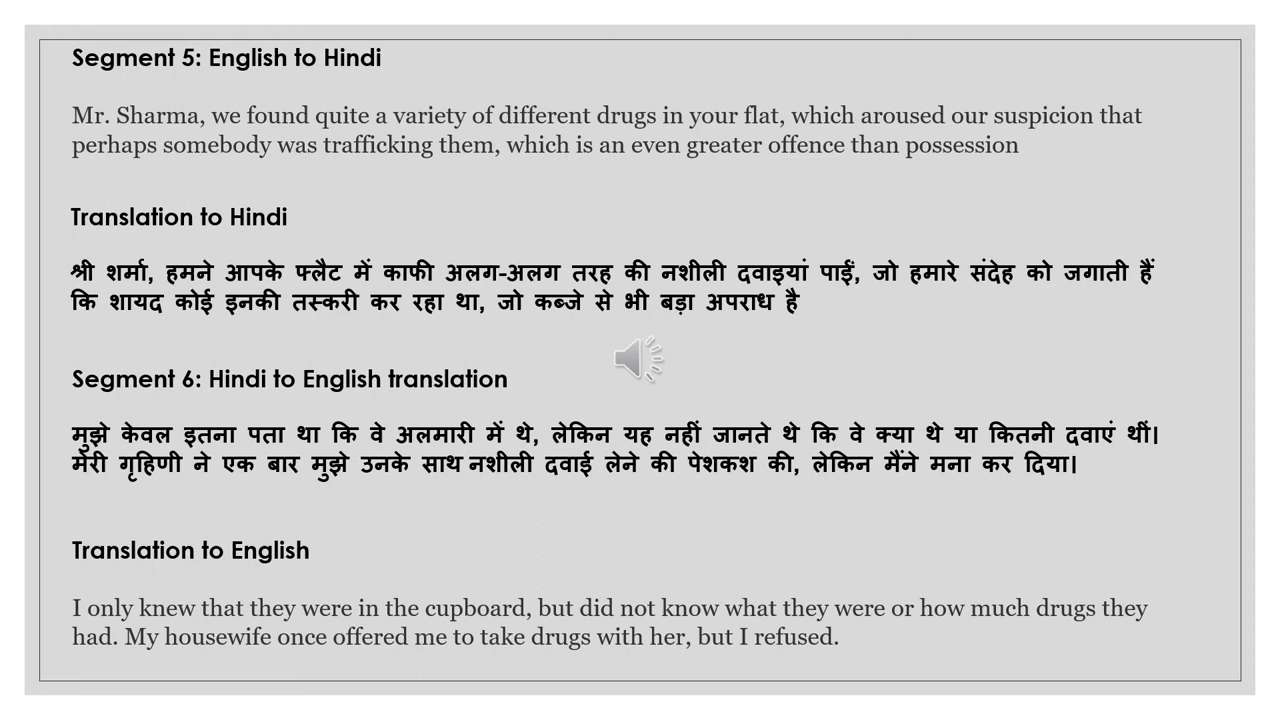 Segment 5: English to Hindi
Mr. Sharma, we found quite a variety of different drugs in your flat, which aroused our suspicion that
perhaps somebody was trafficking them, which is an even greater offence than possession
Translation to Hindi
श्री शर्मा, हमने आपके फ्लैट में काफी अलग-अलग तरह की नशीली दवाइयां पाईं, जो हमारे संदेह को जगाती हैं
कि शायद कोई इनकी तस्करी कर रहा था, जो कब्जे से भी बड़ा अपराध है
Segment 6: Hindi to English translation
मुझे केवल इतना पता था कि वे अलमारी में थे, लेकिन यह नहीं जानते थे कि वे क्या थे या कितनी दवाएं थीं।
मेरी गृहिणी ने एक बार मुझे उनके साथ नशीली दवाई लेने की पेशकश की, लेकिन मैंने मना कर दिया।
Translation to English
I only knew that they were in the cupboard, but did not know what they were or how much drugs they
had. My housewife once offered me to take drugs with her, but I refused.